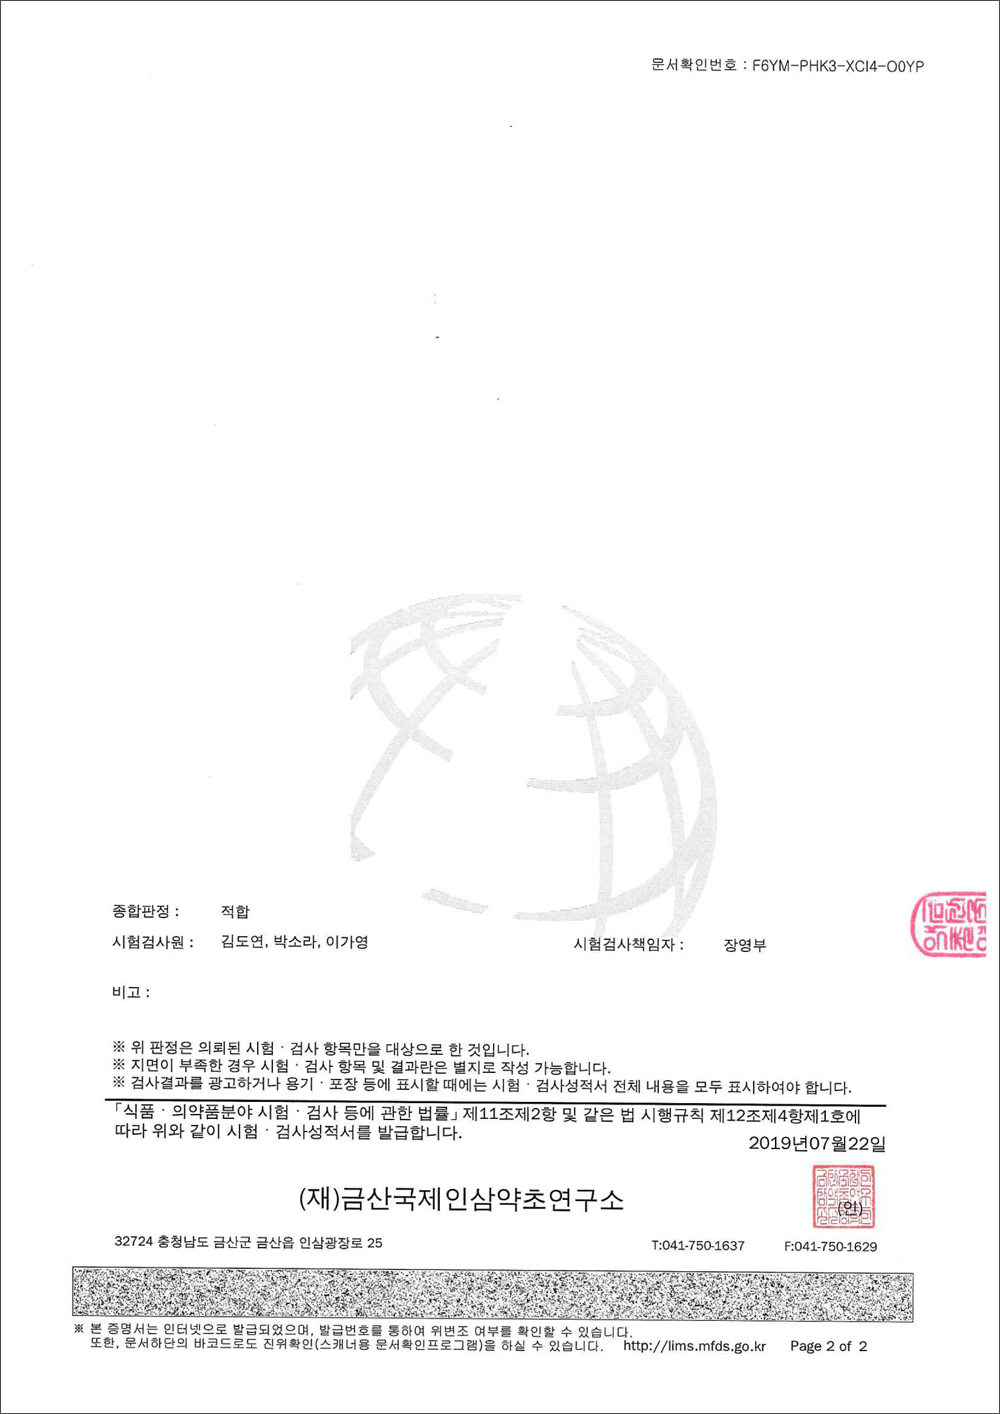 문서확인번호 : F6YM-PHK3-XCI4-O0YP
종합판정 : 적합
시험검사원 : 김도연, 박소라, 이가영 시험검사책임자 : 장영부
비고 :
※ 위 판정은 의뢰된 시험ㆍ검사 항목만을 대상으로 한 것입니다.
※ 지면이 부족한 경우 시험ㆍ검사 항목 및 결과란은 별지로 작성 가능합니다.
※ 검사결과를 광고하거나 용기ㆍ포장 등에 표시할 때에는 시험ㆍ검사성적서 전체 내용을 모두 표시하여야 합니다.
「식품ㆍ의약품분야 시험ㆍ검사 등에 관한 법률」제11조제2항 및 같은 법 시행규칙 제12조제4항제1호에
따라 위와 같이 시험ㆍ검사성적서를 발급합니다.
2019년07월22일
(재)금산국제인삼약초연구소
(인)
32724 충청남도 금산군 금산읍 인삼광장로 25 T:041-750-1637 F:041-750-1629
※ 본 증명서는 인터넷으로 발급되었으며, 발급번호를 통하여 위변조 여부를 확인할 수 있습니다.
또한, 문서하단의 바코드로도 진위확인(스캐너용 문서확인프로그램)을 하실 수 있습니다. http://lims.mfds.go.kr Page 2 of 2